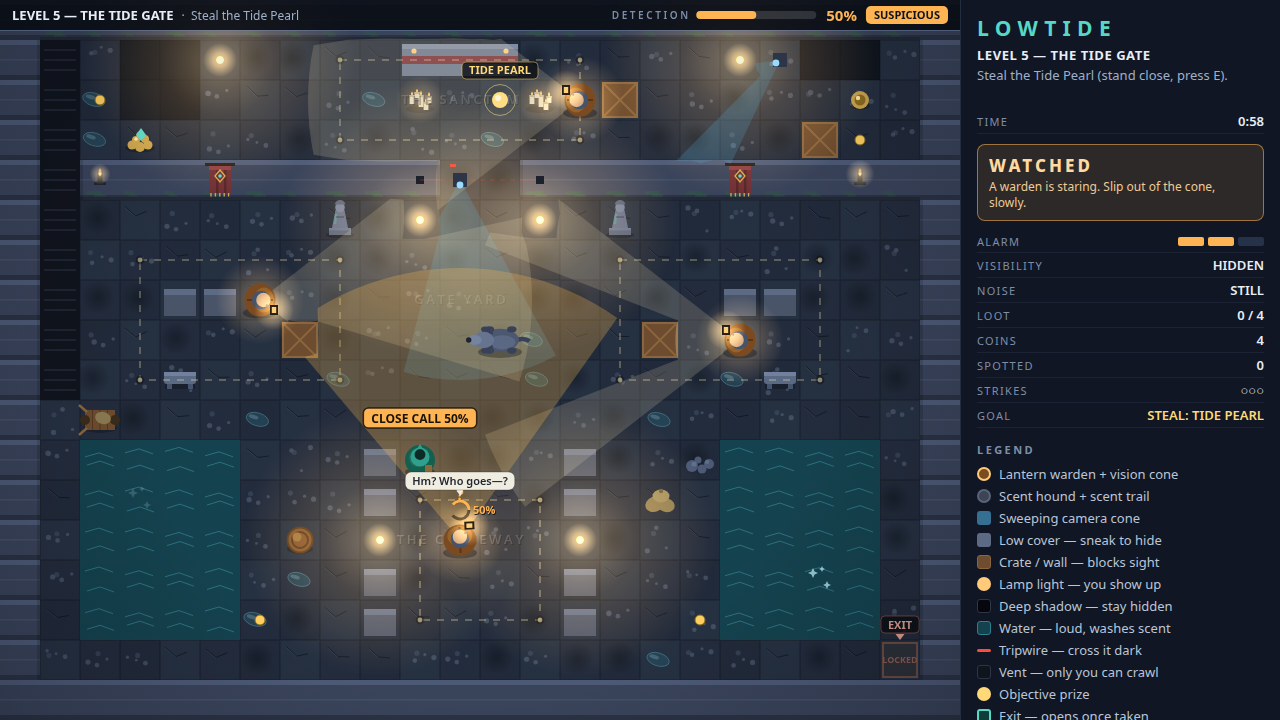 LEVEL 5 — THE TIDE GATE · Steal the Tide Pearl
DETECTION 50% SUSPICIOUS
TIDE PEARL
THE SANCTUM
GATE YARD
CLOSE CALL 50%
Hm? Who goes—?
50%
THE CAUSEWAY
EXIT
LOCKED
LOWTIDE
LEVEL 5 — THE TIDE GATE
Steal the Tide Pearl (stand close, press E).
TIME 0:58
WATCHED
A warden is staring. Slip out of the cone,
slowly.
ALARM
VISIBILITY HIDDEN
NOISE STILL
LOOT 0 / 4
COINS 4
SPOTTED 0
STRIKES ○○○
GOAL STEAL: TIDE PEARL
LEGEND
Lantern warden + vision cone
Scent hound + scent trail
Sweeping camera cone
Low cover — sneak to hide
Crate / wall — blocks sight
Lamp light — you show up
Deep shadow — stay hidden
Water — loud, washes scent
Tripwire — cross it dark
Vent — only you can crawl
Objective prize
Exit — opens once taken